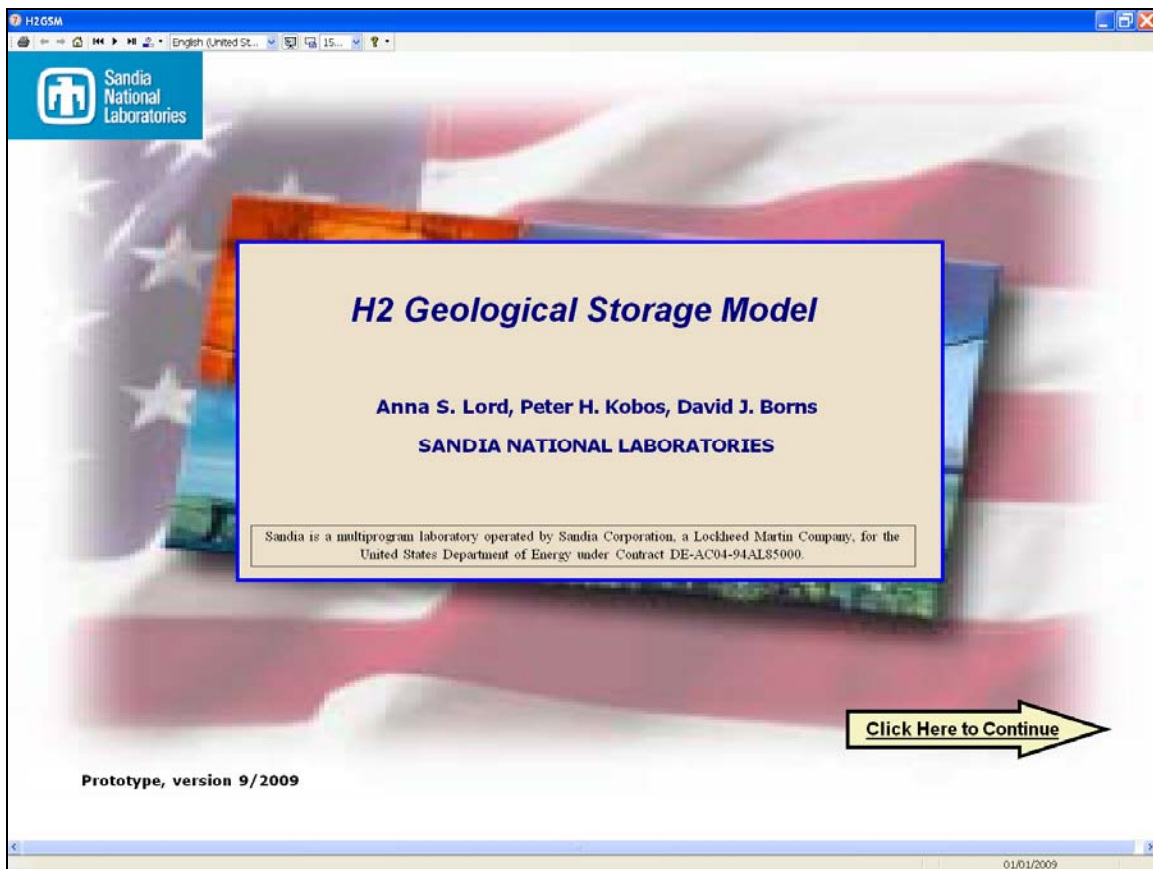 H2GSM
English (United St...
15...
Sandia
National
Laboratories
H2 Geological Storage Model
Anna S. Lord, Peter H. Kobos, David J. Borns
SANDIA NATIONAL LABORATORIES
Sandia is a multiprogram laboratory operated by Sandia Corporation, a Lockheed Martin Company, for the
United States Department of Energy under Contract DE-AC04-94AL85000.
Click Here to Continue
Prototype, version 9/2009
01/01/2009